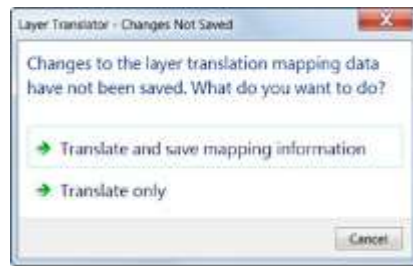 Layer Translator - Changes Not Saved
Changes to the layer translation mapping data
have not been saved. What do you want to do?
Translate and save mapping information
Translate only
Cancel